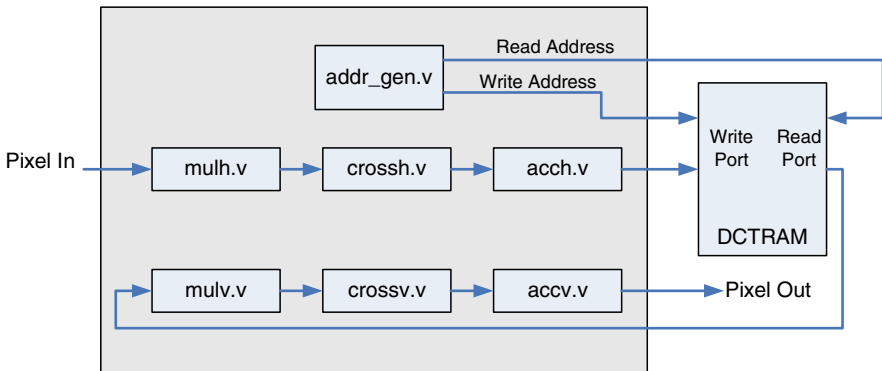 Read Address
addr_gen.v
Write Address
Write Read
Port Port
Pixel In
mulh.v
crossh.v
acch.v
DCTRAM
mulv.v
crossv.v
accv.v
Pixel Out